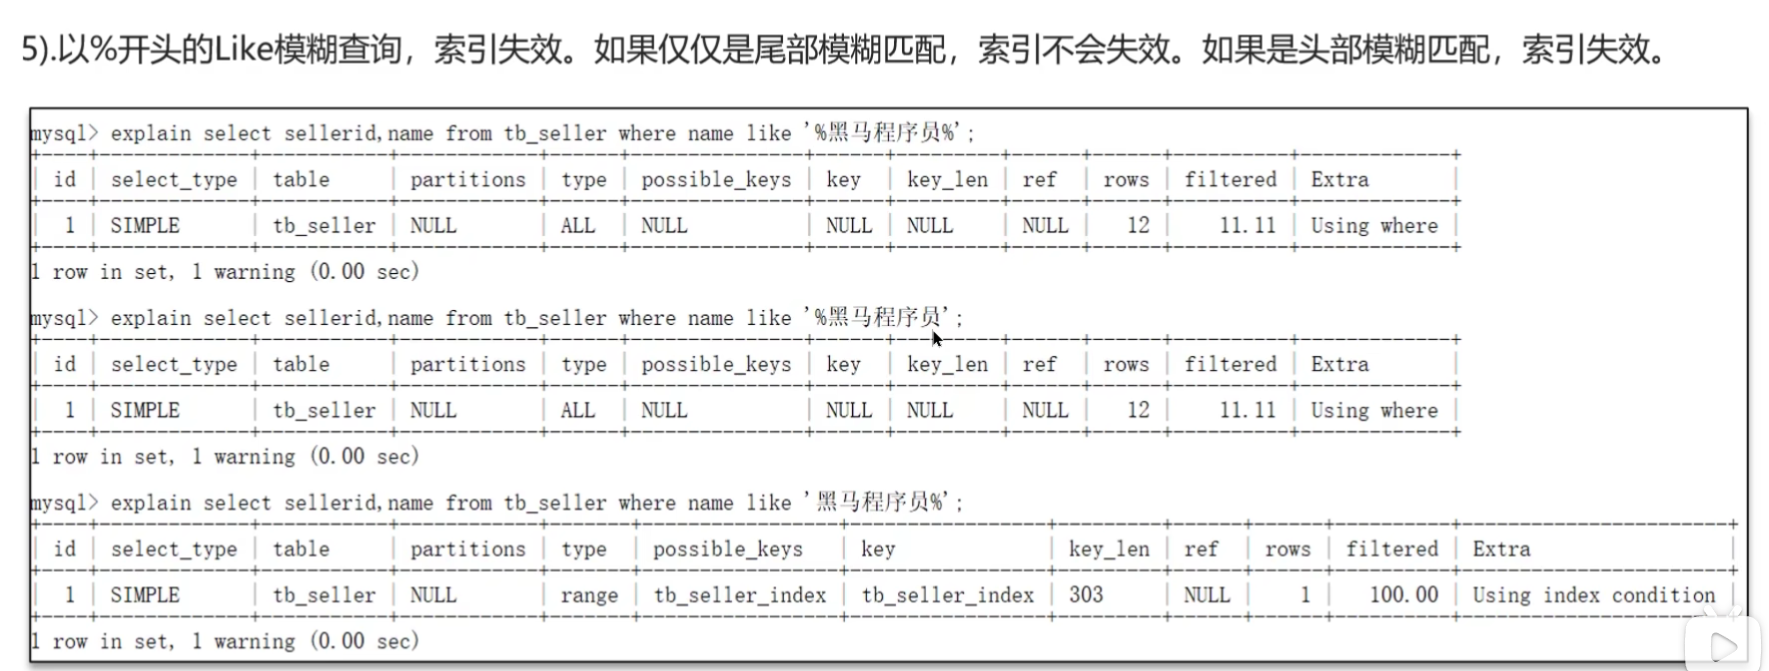 5).以%开头的Like模糊查询，索引失效。如果仅仅是尾部模糊匹配，索引不会失效。如果是头部模糊匹配，索引失效。
mysql> explain select sellerid,name from tb_seller where name like '%黑马程序员%';
+----+-------------+-----------+------------+------+---------------+------+---------+------+------+----------+-------------+
| id | select_type | table | partitions | type | possible_keys | key | key_len | ref | rows | filtered | Extra |
+----+-------------+-----------+------------+------+---------------+------+---------+------+------+----------+-------------+
| 1 | SIMPLE | tb_seller | NULL | ALL | NULL | NULL | NULL | NULL | 12 | 11.11 | Using where |
+----+-------------+-----------+------------+------+---------------+------+---------+------+------+----------+-------------+
1 row in set, 1 warning (0.00 sec)
mysql> explain select sellerid,name from tb_seller where name like '%黑马程序员';
+----+-------------+-----------+------------+------+---------------+------+---------+------+------+----------+-------------+
| id | select_type | table | partitions | type | possible_keys | key | key_len | ref | rows | filtered | Extra |
+----+-------------+-----------+------------+------+---------------+------+---------+------+------+----------+-------------+
| 1 | SIMPLE | tb_seller | NULL | ALL | NULL | NULL | NULL | NULL | 12 | 11.11 | Using where |
+----+-------------+-----------+------------+------+---------------+------+---------+------+------+----------+-------------+
1 row in set, 1 warning (0.00 sec)
mysql> explain select sellerid,name from tb_seller where name like '黑马程序员%';
+----+-------------+-----------+------------+-------+-----------------+-----------------+---------+------+------+----------+-----------------------+
| id | select_type | table | partitions | type | possible_keys | key | key_len | ref | rows | filtered | Extra |
+----+-------------+-----------+------------+-------+-----------------+-----------------+---------+------+------+----------+-----------------------+
| 1 | SIMPLE | tb_seller | NULL | range | tb_seller_index | tb_seller_index | 303 | NULL | 1 | 100.00 | Using index condition |
+----+-------------+-----------+------------+-------+-----------------+-----------------+---------+------+------+----------+-----------------------+
1 row in set, 1 warning (0.00 sec)